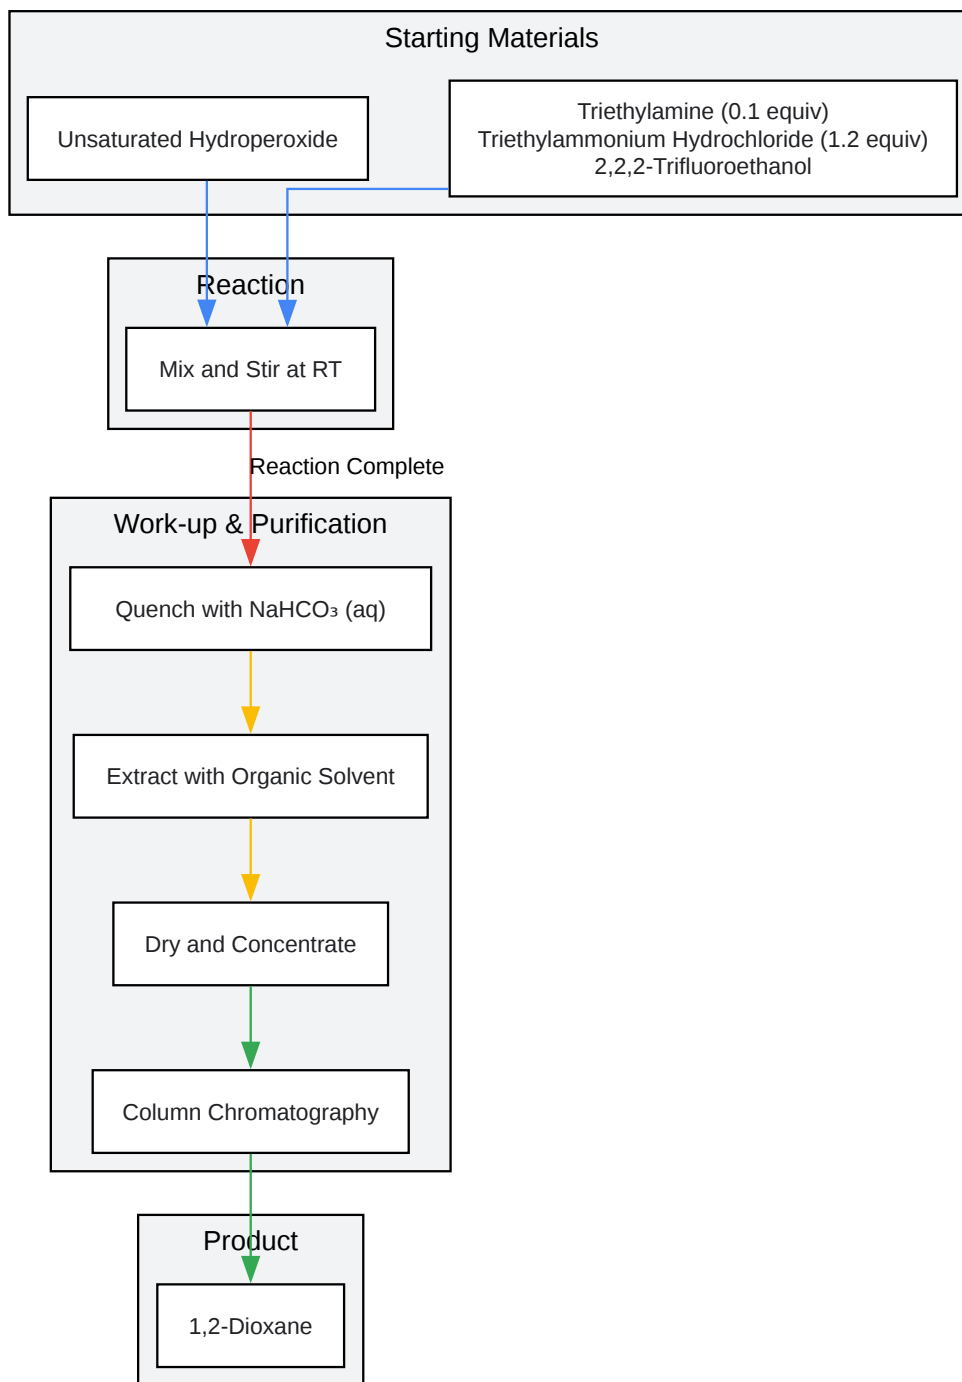 Starting Materials
Unsaturated Hydroperoxide
Triethylamine (0.1 equiv)
Triethylammonium Hydrochloride (1.2 equiv)
2,2,2-Trifluoroethanol
Reaction
Mix and Stir at RT
Reaction Complete
Work-up & Purification
Quench with NaHCO₃ (aq)
Extract with Organic Solvent
Dry and Concentrate
Column Chromatography
Product
1,2-Dioxane